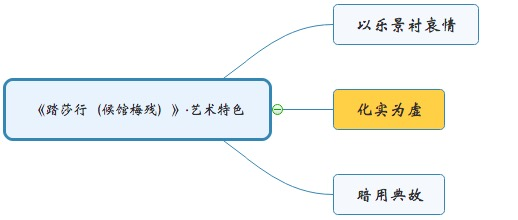 《踏莎行（候馆梅残）》·艺术特色
以乐景衬哀情
化实为虚
暗用典故